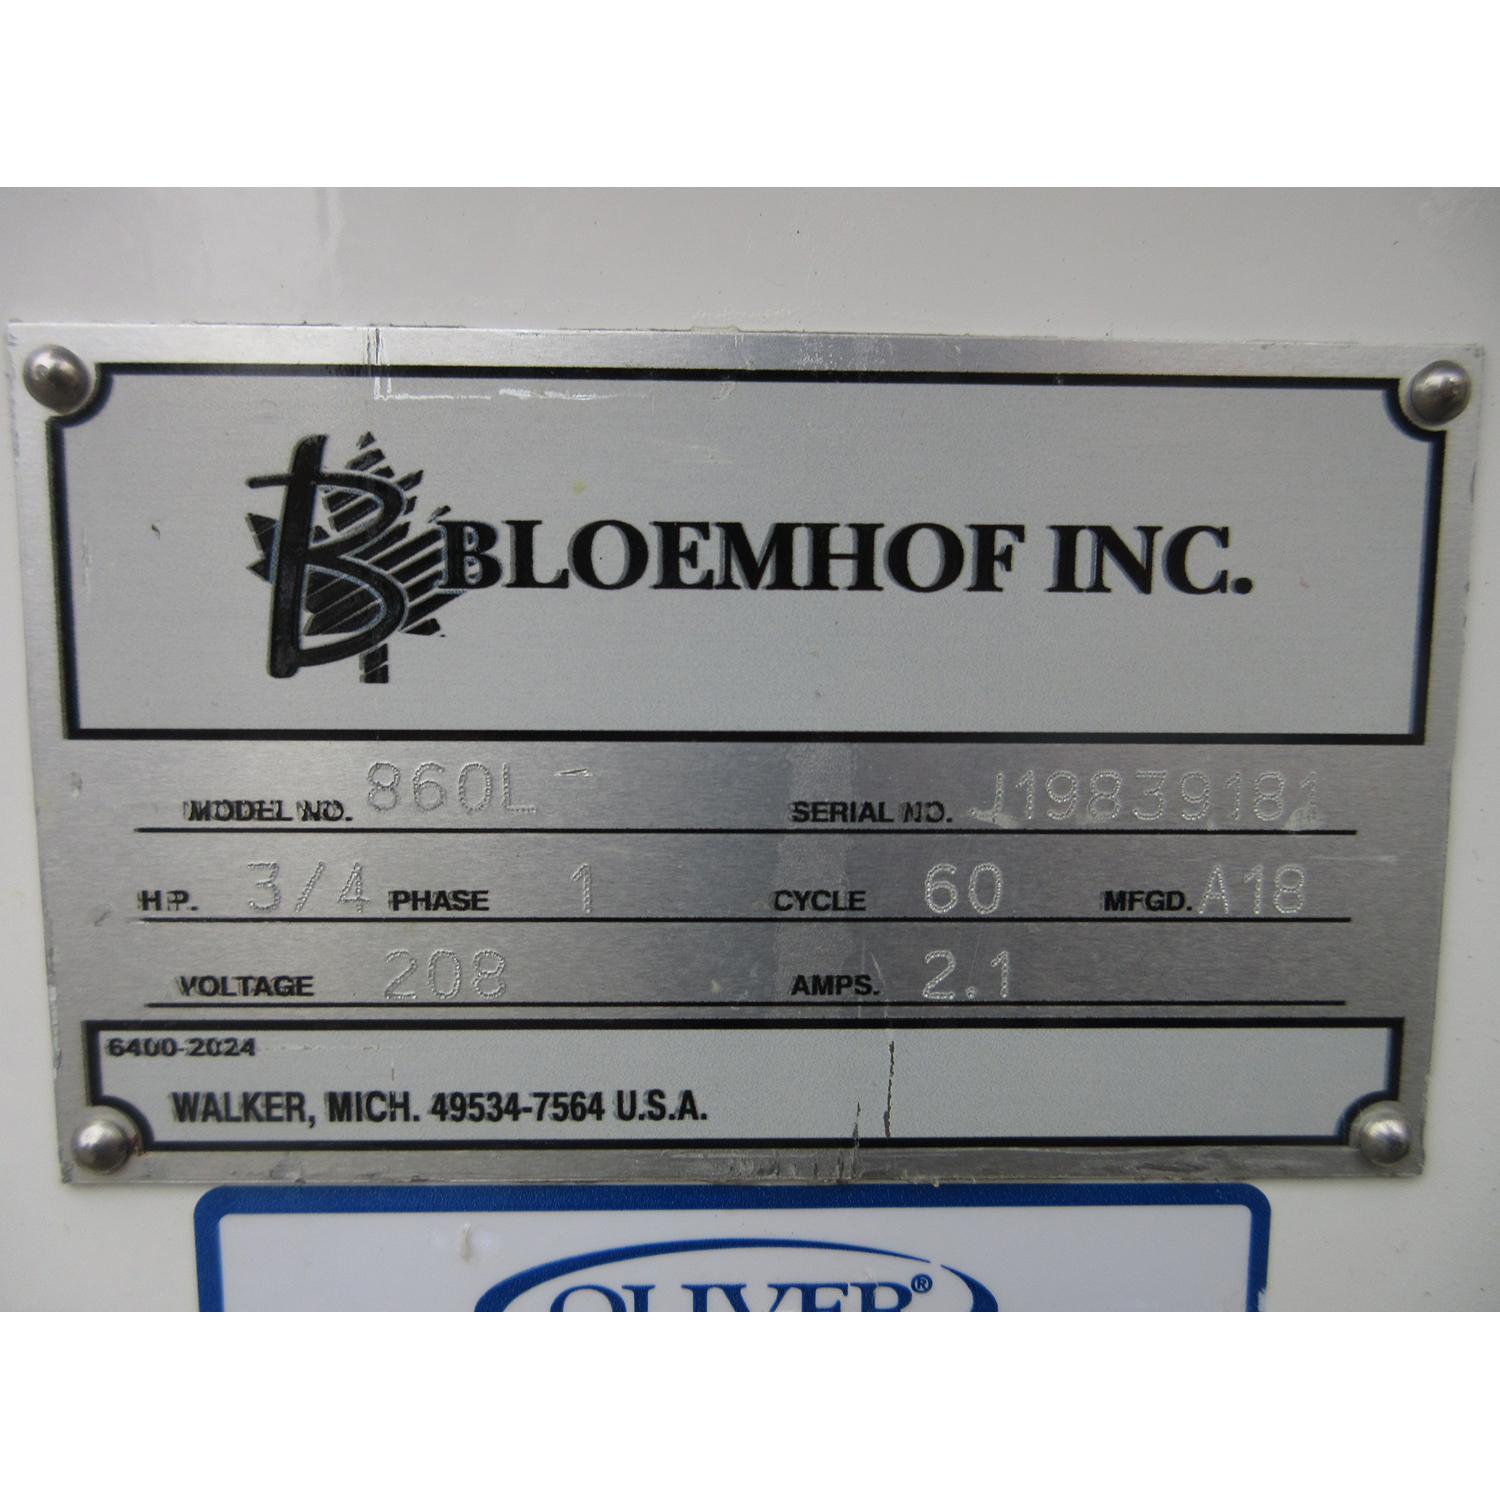 B BLOEMHOF INC.
MODEL NO. 860L- SERIAL NO. J19839181
H.P. 3/4 PHASE 1 CYCLE 60 MFGD. A18
VOLTAGE 208 AMPS. 2.1
6400-2024
WALKER, MICH. 49534-7564 U.S.A.
OLIVER®